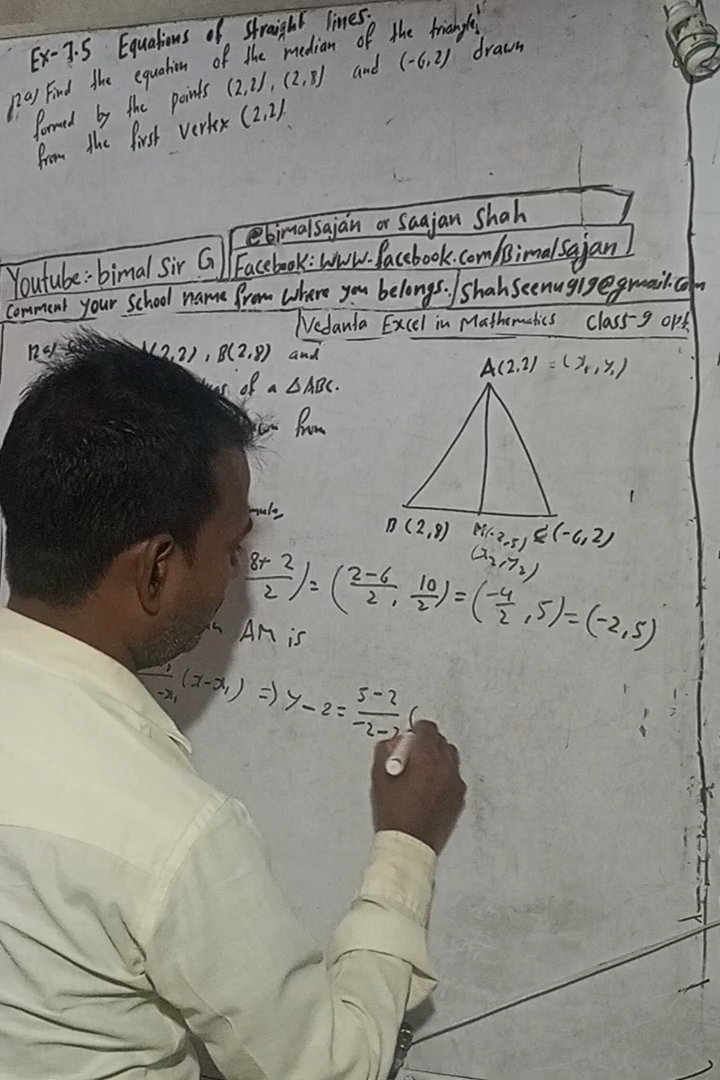 Ex-7.5 Equations of Straight lines.
12 a) Find the equation of the median of the triangle
formed by the points (2,2), (2,8) and (-6,2) drawn
from the first vertex (2,2).
Youtube:- bimal Sir G
@bimalsajan or Saajan Shah
Facebook: www.facebook.com/Bimalsajan
Comment your School name from where you belongs. / shahseenu919@gmail.com
Vedanta Excel in Mathematics Class-9 opt.
12 a) A(2,2), B(2,8) and
of a ΔABC.
from
A(2,2) = (x₁, y₁)
B(2,8) M(-2,5) C(-6,2)
(x₂, y₂)
8+2/2) = (2-6/2, 10/2) = (-4/2, 5) = (-2,5)
AM is
-x₁ (x-x₁) ⇒ y-2 = 5-2/-2-2 (